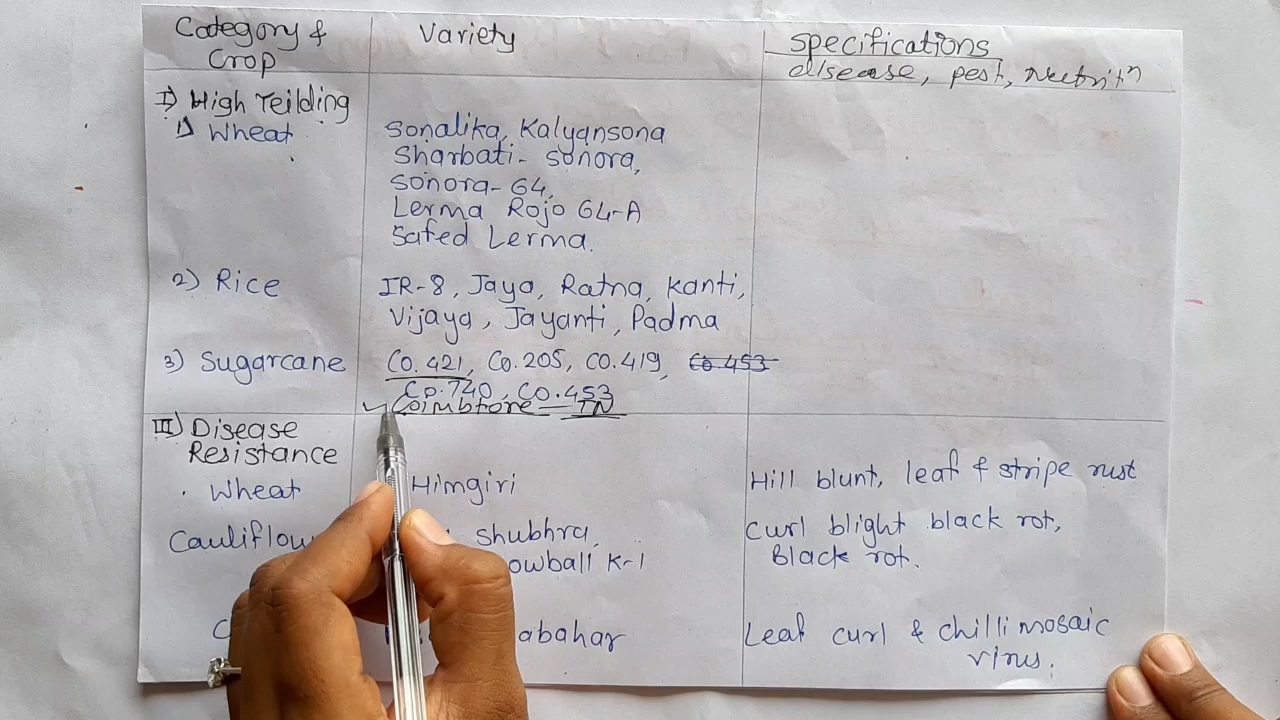 Category & Crop
Variety
Specifications
disease, pest, Neutritⁿ
I) High Yeilding
1) Wheat
Sonalika, Kalyansona
Sharbati - sonora,
sonora- 64,
Lerma Rojo 64-A
Safed Lerma.
2) Rice
IR-8, Jaya, Ratna, Kanti,
Vijaya, Jayanti, Padma
3) Sugarcane
Co. 421, Co. 205, Co. 419, Co 453
Co. 740, Co. 453
Coimbtore — TN
III) Disease
Resistance
Wheat
Himgiri
Hill blunt, leaf & stripe rust
Cauliflow
shubhra,
owball K-1
Curl blight black rot,
Black rot.
C
abahar
Leaf curl & chilli mosaic
virus.